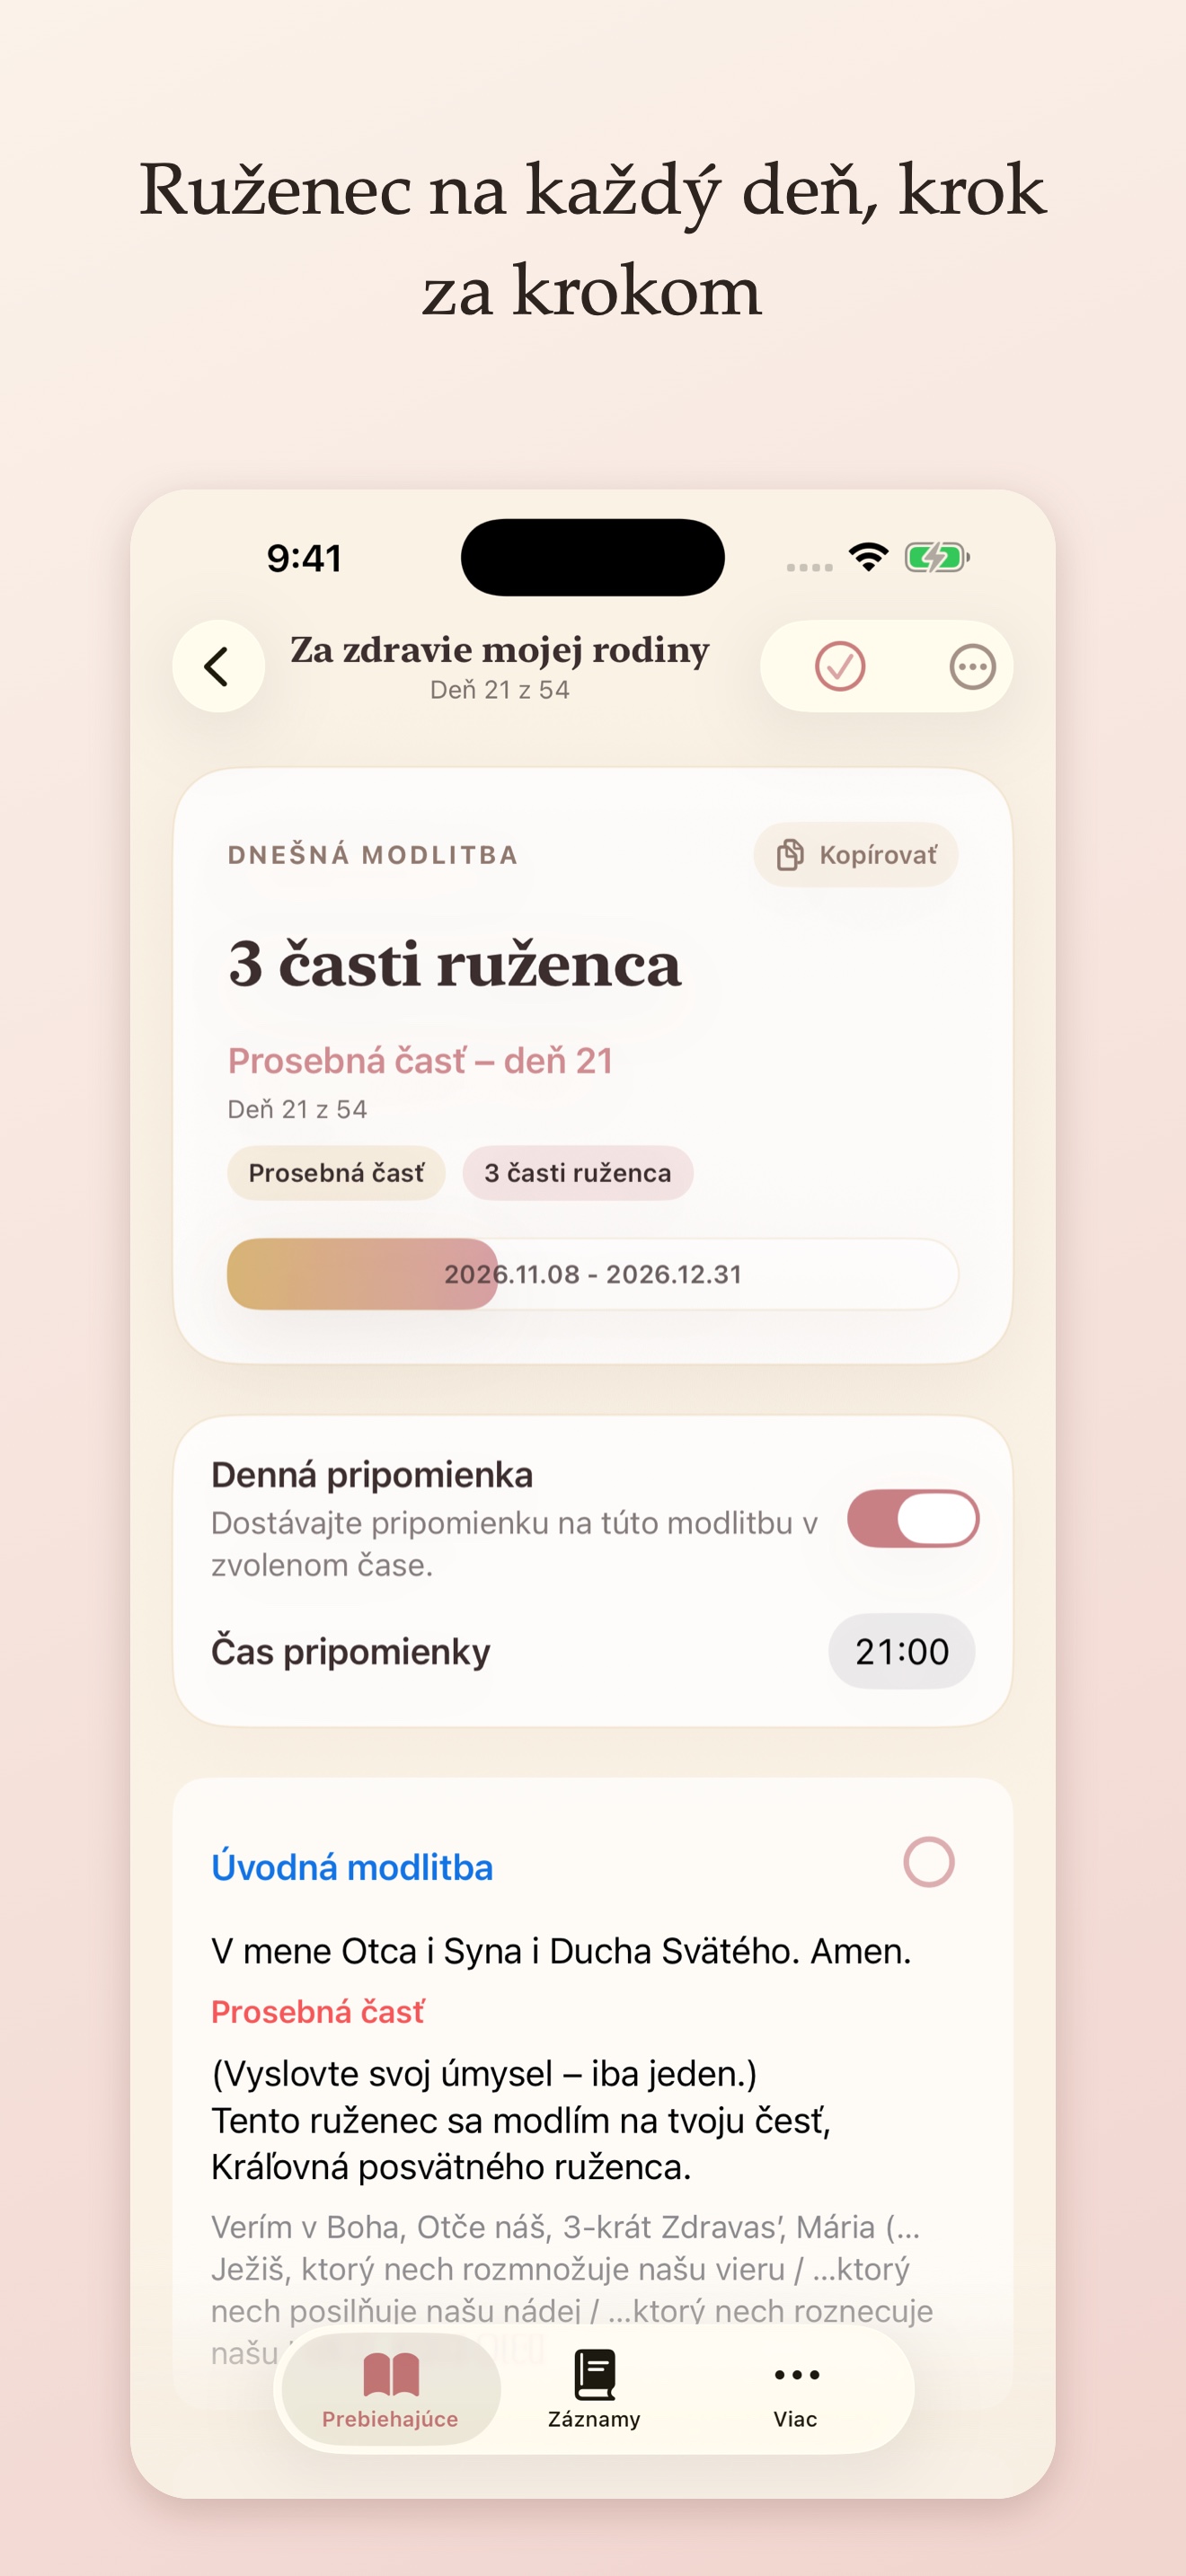 Ruženec na každý deň, krok
za krokom
9:41
Za zdravie mojej rodiny
Deň 21 z 54
DNEŠNÁ MODLITBA
Kopírovať
3 časti ruženca
Prosebná časť – deň 21
Deň 21 z 54
Prosebná časť
3 časti ruženca
2026.11.08 - 2026.12.31
Denná pripomienka
Dostávajte pripomienku na túto modlitbu v
zvolenom čase.
Čas pripomienky
21:00
Úvodná modlitba
V mene Otca i Syna i Ducha Svätého. Amen.
Prosebná časť
(Vyslovte svoj úmysel – iba jeden.)
Tento ruženec sa modlím na tvoju česť,
Kráľovná posvätného ruženca.
Verím v Boha, Otče náš, 3-krát Zdravas’, Mária (…
Ježiš, ktorý nech rozmnožuje našu vieru / …ktorý
nech posilňuje našu nádej / …ktorý nech roznecuje
našu
Prebiehajúce
Záznamy
Viac